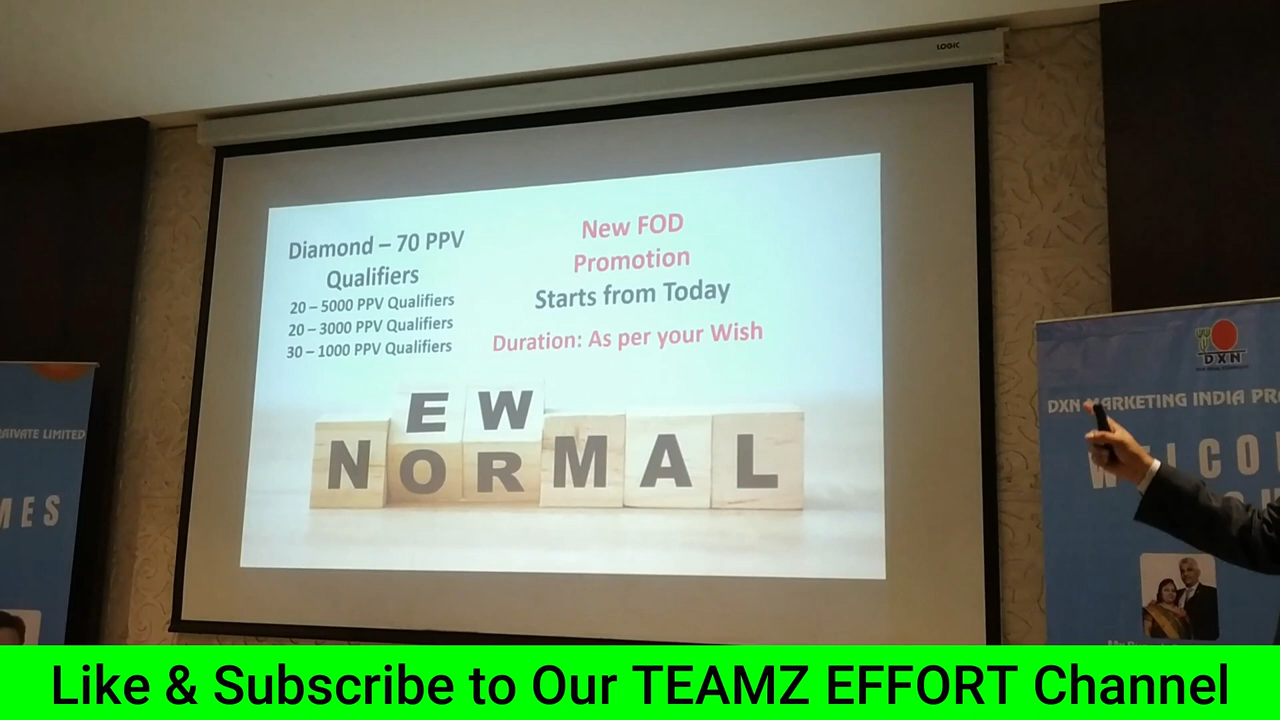 LOGIC
Diamond – 70 PPV
Qualifiers
20 – 5000 PPV Qualifiers
20 – 3000 PPV Qualifiers
30 – 1000 PPV Qualifiers
New FOD
Promotion
Starts from Today
Duration: As per your Wish
EW
NORMAL
LIMITED
MES
DXN
DXN MARKETING INDIA
Like & Subscribe to Our TEAMZ EFFORT Channel